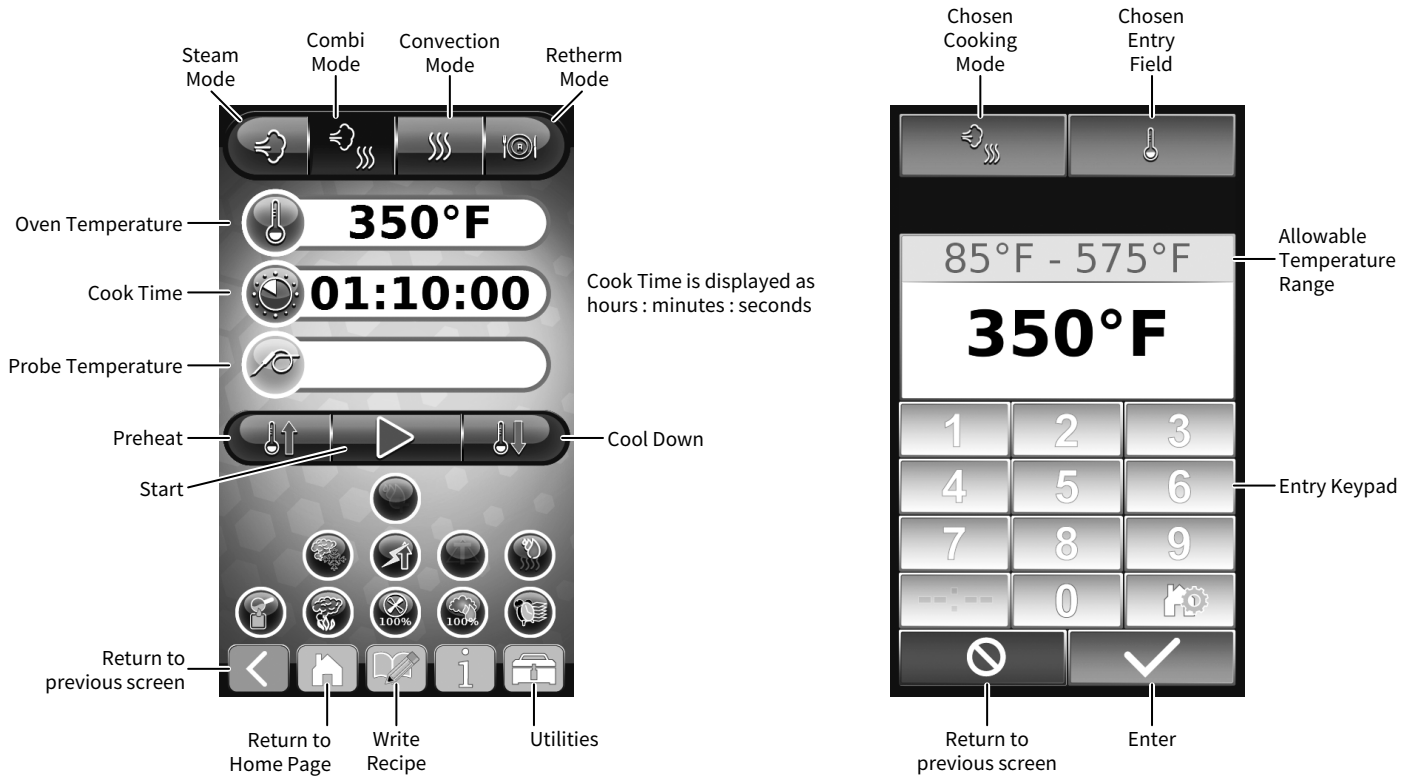 Steam
Mode
Combi
Mode
Convection
Mode
Retherm
Mode
Oven Temperature
350°F
Cook Time
01:10:00
Cook Time is displayed as
hours : minutes : seconds
Probe Temperature
Preheat
Cool Down
Start
100%
100%
Return to
previous screen
i
Return to
Home Page
Write
Recipe
Utilities
Chosen
Cooking
Mode
Chosen
Entry
Field
85°F - 575°F
Allowable
Temperature
Range
350°F
1 2 3
4 5 6
Entry Keypad
7 8 9
--:-- 0
Return to
previous screen
Enter